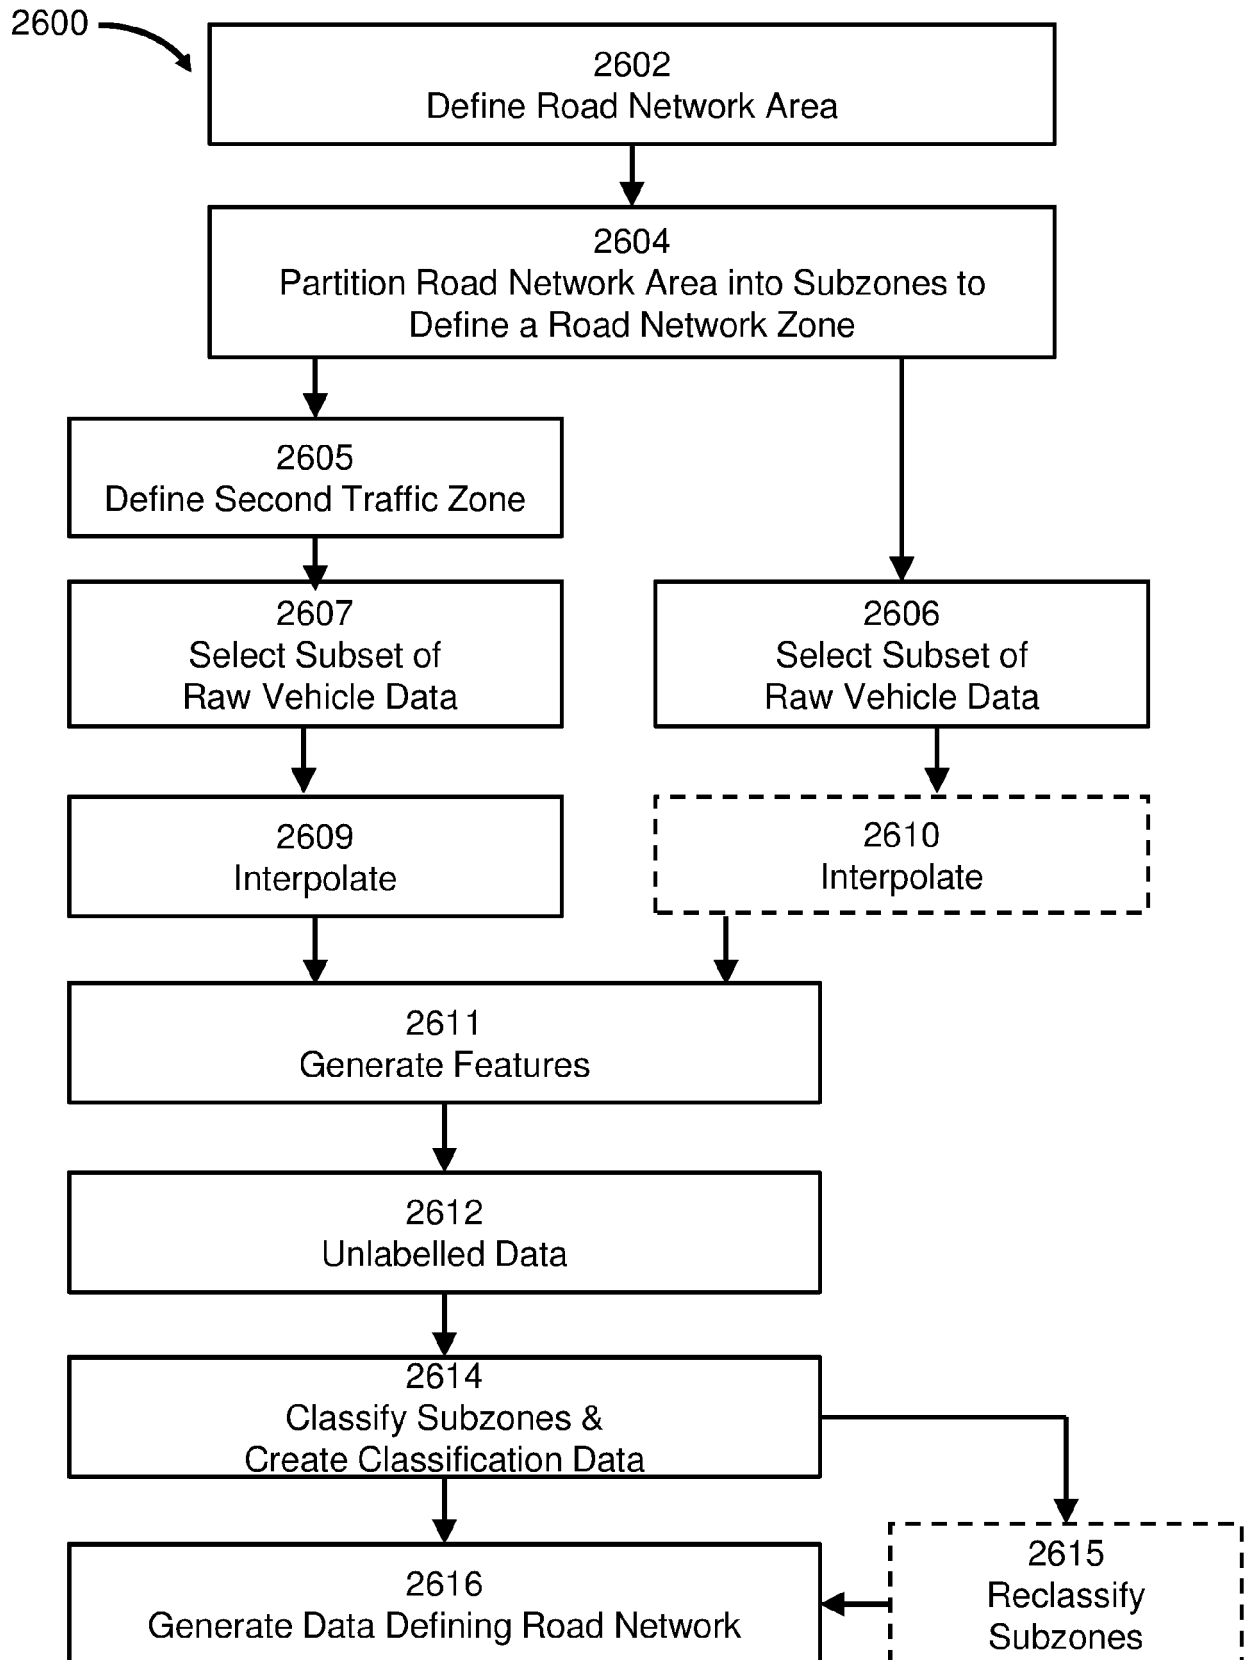 2600
2602
Define Road Network Area
2604
Partition Road Network Area into Subzones to
Define a Road Network Zone
2605
Define Second Traffic Zone
2607
Select Subset of
Raw Vehicle Data
2606
Select Subset of
Raw Vehicle Data
2609
Interpolate
2610
Interpolate
2611
Generate Features
2612
Unlabelled Data
2614
Classify Subzones &
Create Classification Data
2615
Reclassify
Subzones
2616
Generate Data Defining Road Network